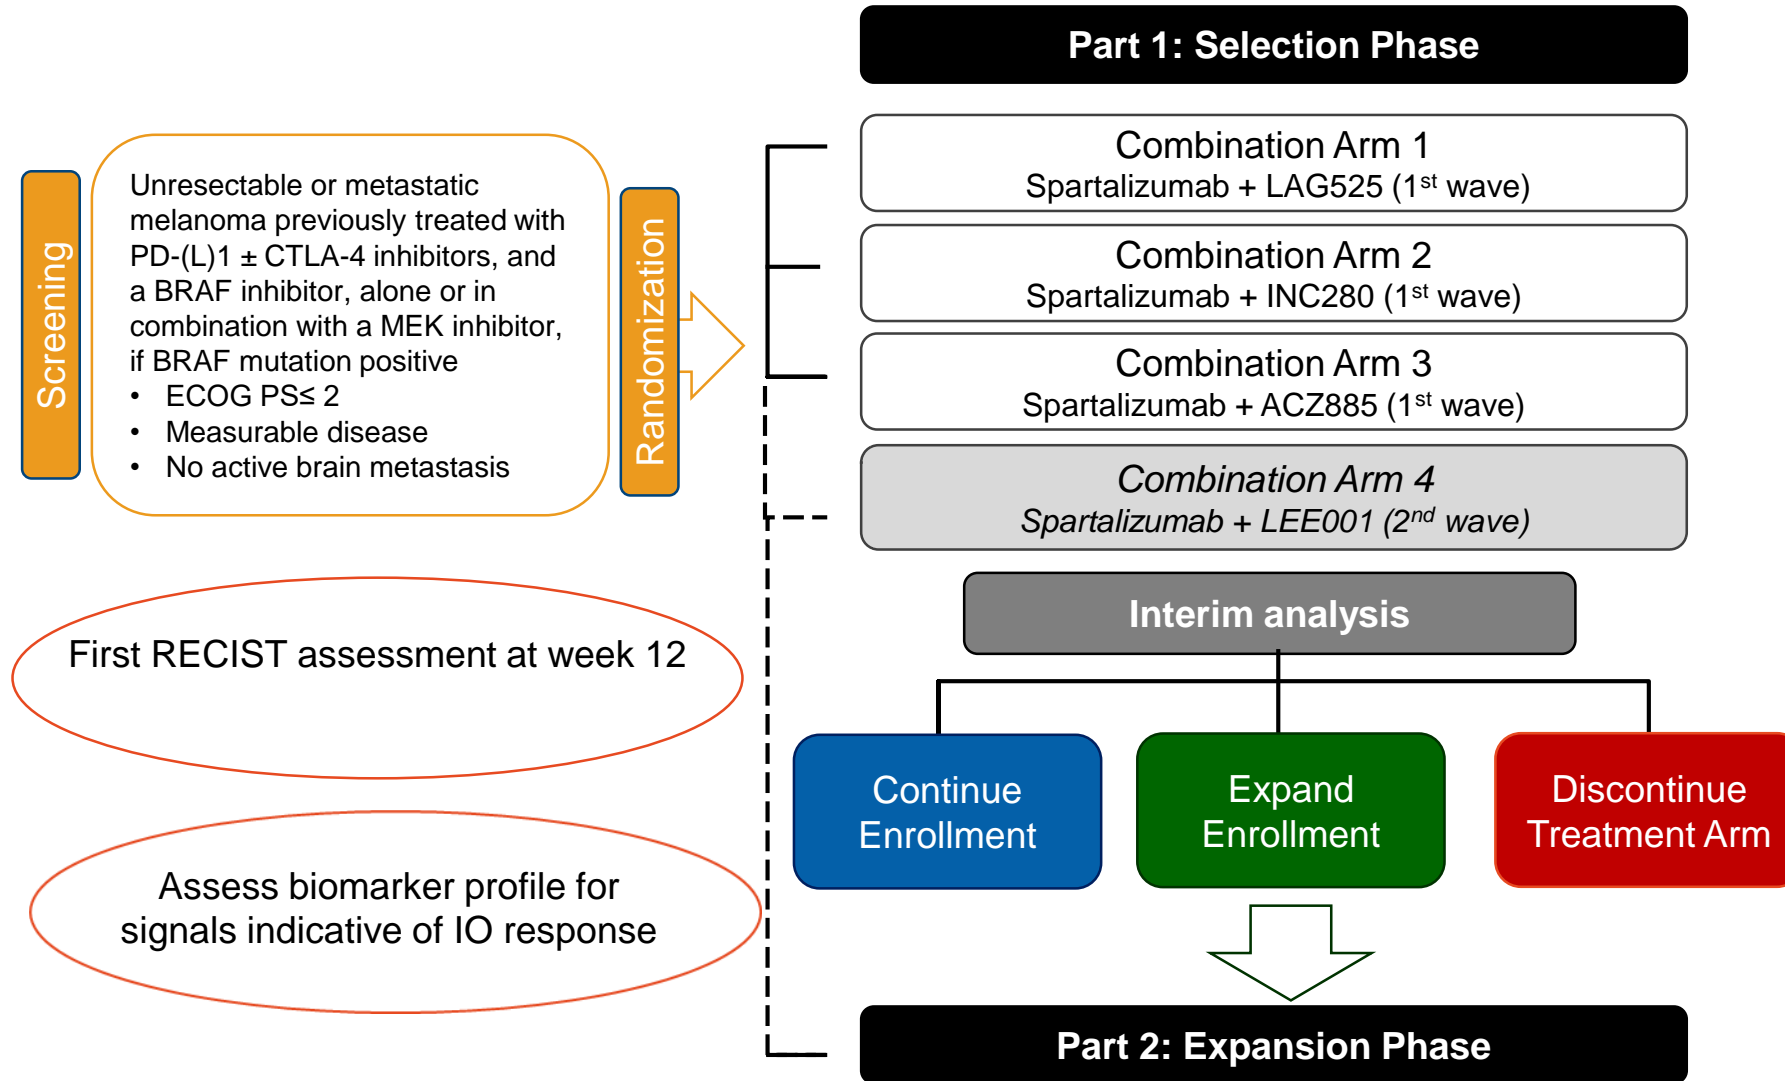 Part 1: Selection Phase
Screening
Unresectable or metastatic
melanoma previously treated with
PD-(L)1 ± CTLA-4 inhibitors, and
a BRAF inhibitor, alone or in
combination with a MEK inhibitor,
if BRAF mutation positive
• ECOG PS≤ 2
• Measurable disease
• No active brain metastasis
Randomization
Combination Arm 1
Spartalizumab + LAG525 (1st wave)
Combination Arm 2
Spartalizumab + INC280 (1st wave)
Combination Arm 3
Spartalizumab + ACZ885 (1st wave)
Combination Arm 4
Spartalizumab + LEE001 (2nd wave)
First RECIST assessment at week 12
Assess biomarker profile for
signals indicative of IO response
Interim analysis
Continue
Enrollment
Expand
Enrollment
Discontinue
Treatment Arm
Part 2: Expansion Phase